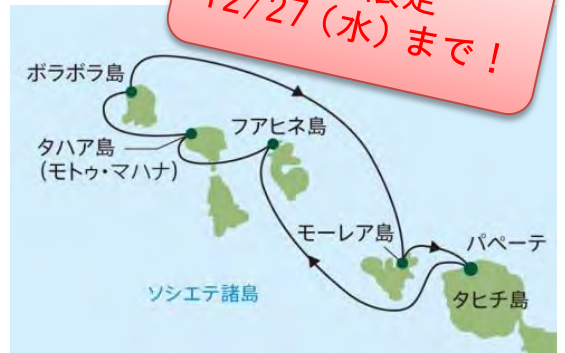 12/27（水）まで！
ボラボラ島
フアヒネ島
タハア島
(モトゥ・マハナ)
モーレア島
パペーテ
ソシエテ諸島
タヒチ島